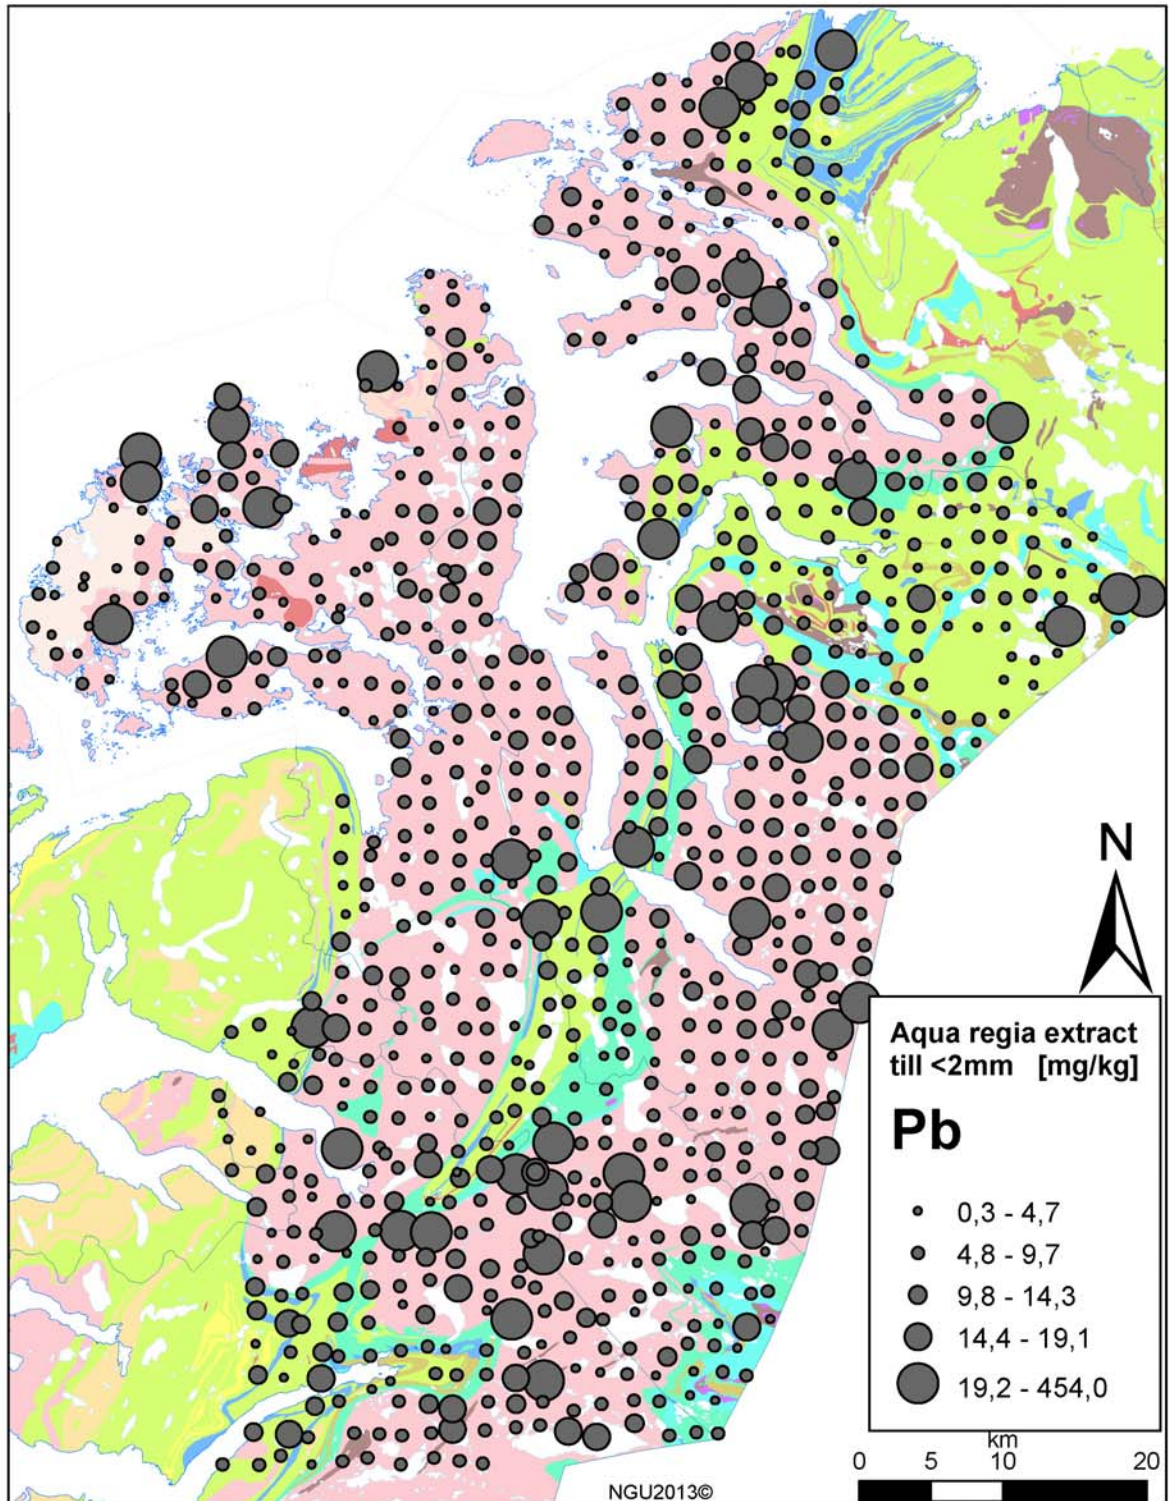 N
Aqua regia extract
till <2mm [mg/kg]
Pb
0,3 - 4,7
4,8 - 9,7
9,8 - 14,3
14,4 - 19,1
19,2 - 454,0
km
0 5 10 20
NGU2013©